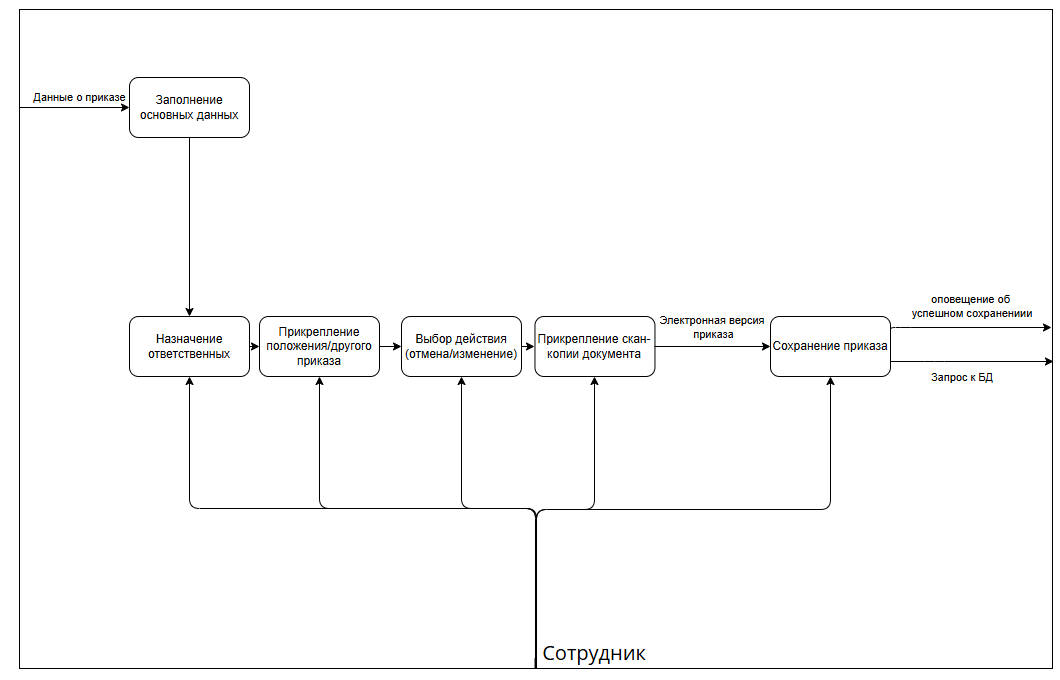 Данные о приказе
Заполнение
основных данных
Назначение
ответственных
Прикрепление
положения/другого
приказа
Выбор действия
(отмена/изменение)
Прикрепление скан-
копии документа
Электронная версия
приказа
Сохранение приказа
оповещение об
успешном сохранениии
Запрос к БД
Сотрудник